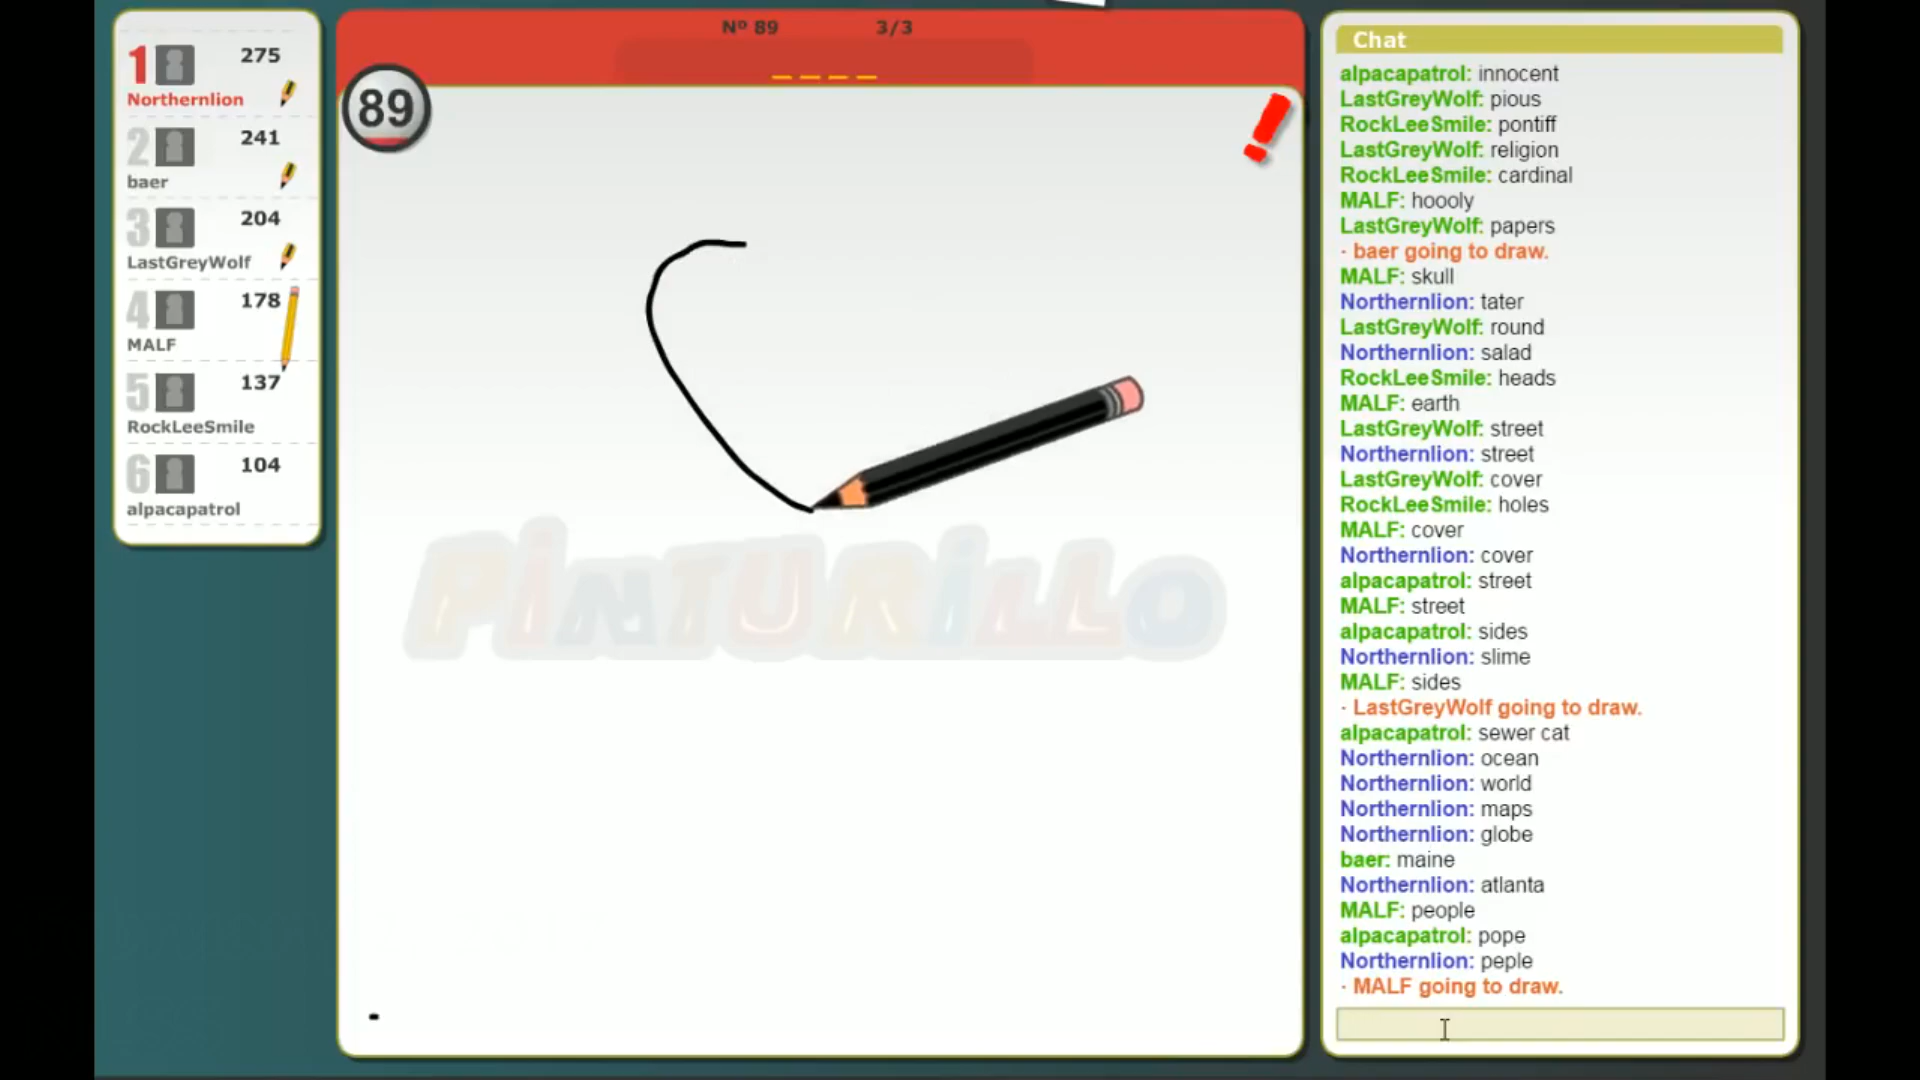 1 275
Northernlion
2 241
baer
3 204
LastGreyWolf
4 178
MALF
5 137
RockLeeSmile
6 104
alpacapatrol
Nº 89 3/3
_ _ _ _
89
PINTURILLO
Chat
alpacapatrol: innocent
LastGreyWolf: pious
RockLeeSmile: pontiff
LastGreyWolf: religion
RockLeeSmile: cardinal
MALF: hoooly
LastGreyWolf: papers
· baer going to draw.
MALF: skull
Northernlion: tater
LastGreyWolf: round
Northernlion: salad
RockLeeSmile: heads
MALF: earth
LastGreyWolf: street
Northernlion: street
LastGreyWolf: cover
RockLeeSmile: holes
MALF: cover
Northernlion: cover
alpacapatrol: street
MALF: street
alpacapatrol: sides
Northernlion: slime
MALF: sides
· LastGreyWolf going to draw.
alpacapatrol: sewer cat
Northernlion: ocean
Northernlion: world
Northernlion: maps
Northernlion: globe
baer: maine
Northernlion: atlanta
MALF: people
alpacapatrol: pope
Northernlion: peple
· MALF going to draw.